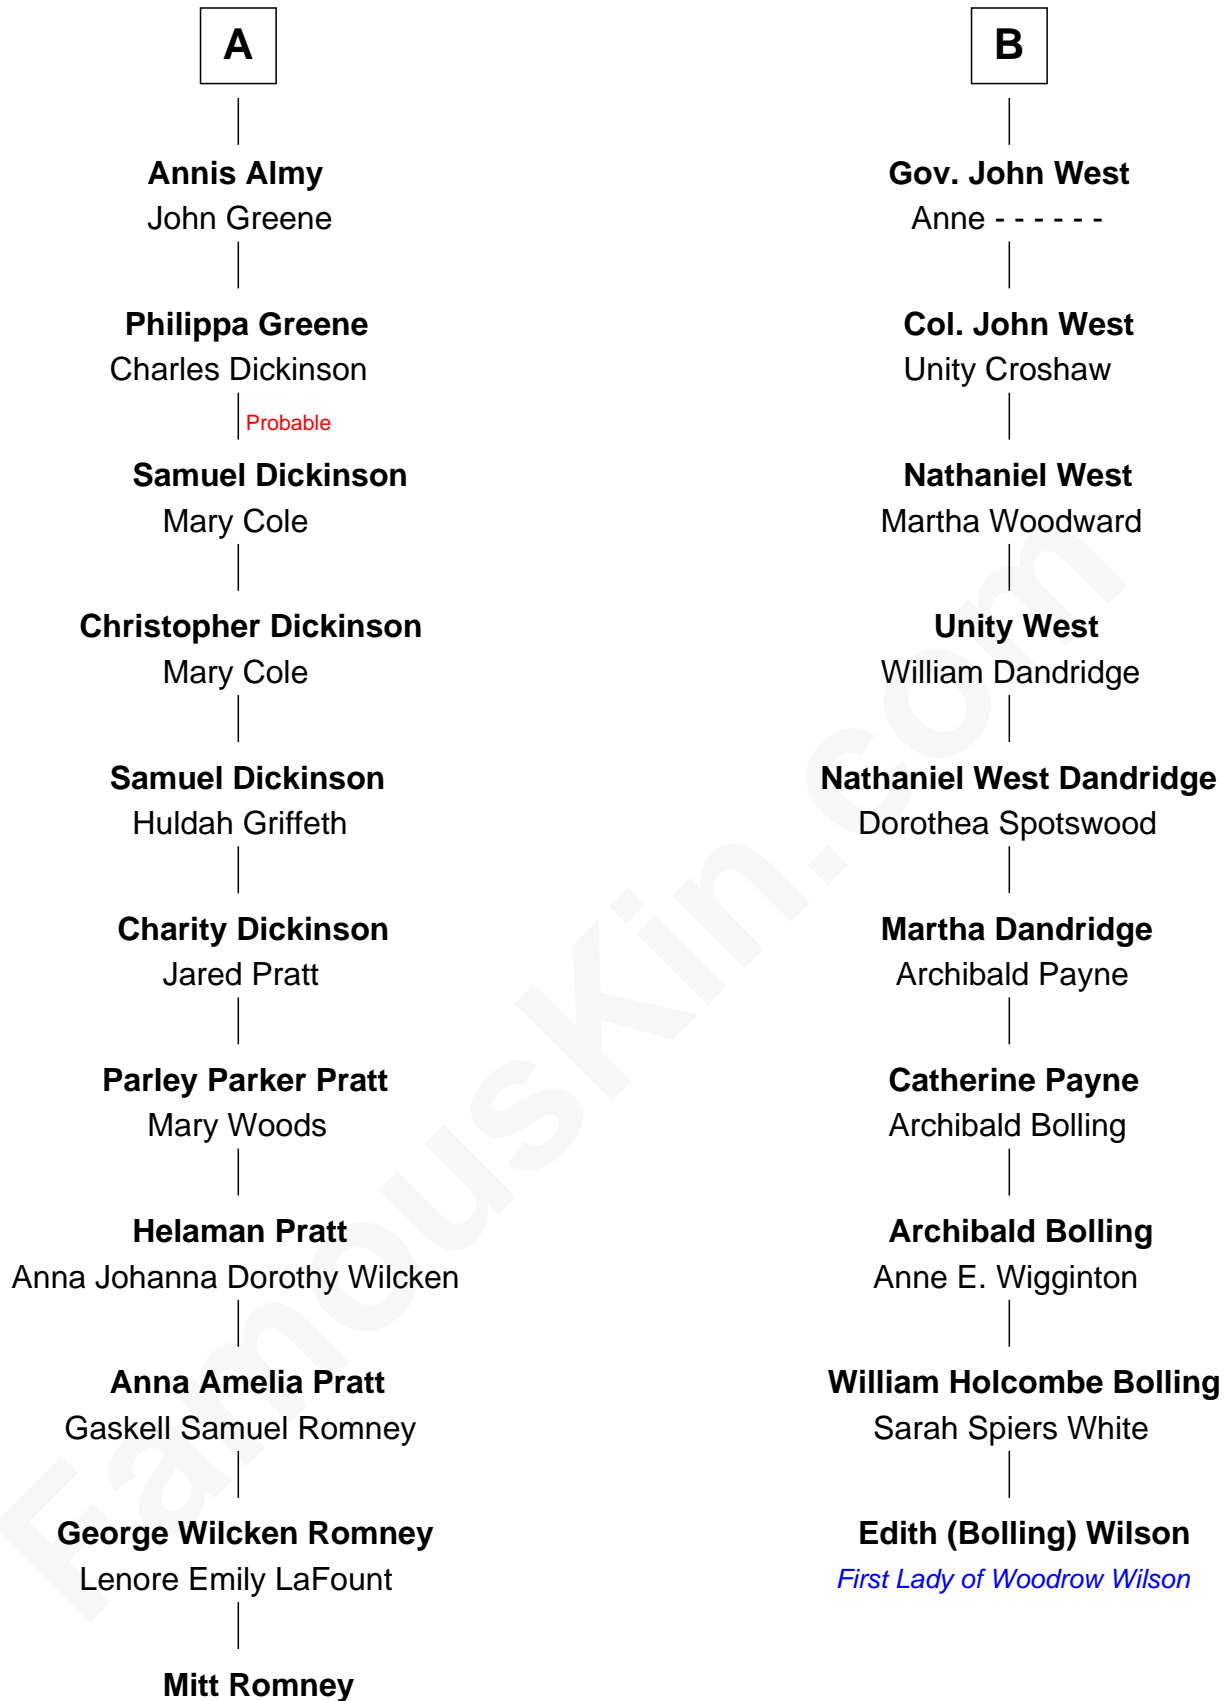 A
Annis Almy
John Greene
Philippa Greene
Charles Dickinson
Probable
Samuel Dickinson
Mary Cole
Christopher Dickinson
Mary Cole
Samuel Dickinson
Huldah Griffeth
Charity Dickinson
Jared Pratt
Parley Parker Pratt
Mary Woods
Helaman Pratt
Anna Johanna Dorothy Wilcken
Anna Amelia Pratt
Gaskell Samuel Romney
George Wilcken Romney
Lenore Emily LaFount
Mitt Romney
B
Gov. John West
Anne - - - - - -
Col. John West
Unity Croshaw
Nathaniel West
Martha Woodward
Unity West
William Dandridge
Nathaniel West Dandridge
Dorothea Spotswood
Martha Dandridge
Archibald Payne
Catherine Payne
Archibald Bolling
Archibald Bolling
Anne E. Wigginton
William Holcombe Bolling
Sarah Spiers White
Edith (Bolling) Wilson
First Lady of Woodrow Wilson
FamousKin.com